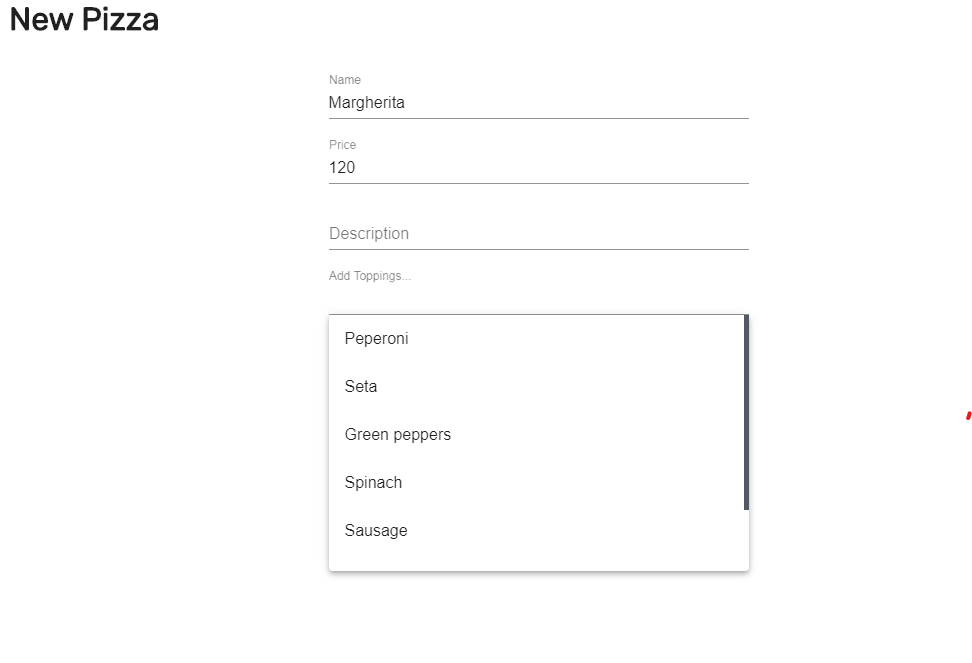 New Pizza
Name
Margherita
Price
120
Description
Add Toppings...
Peperoni
Seta
Green peppers
Spinach
Sausage